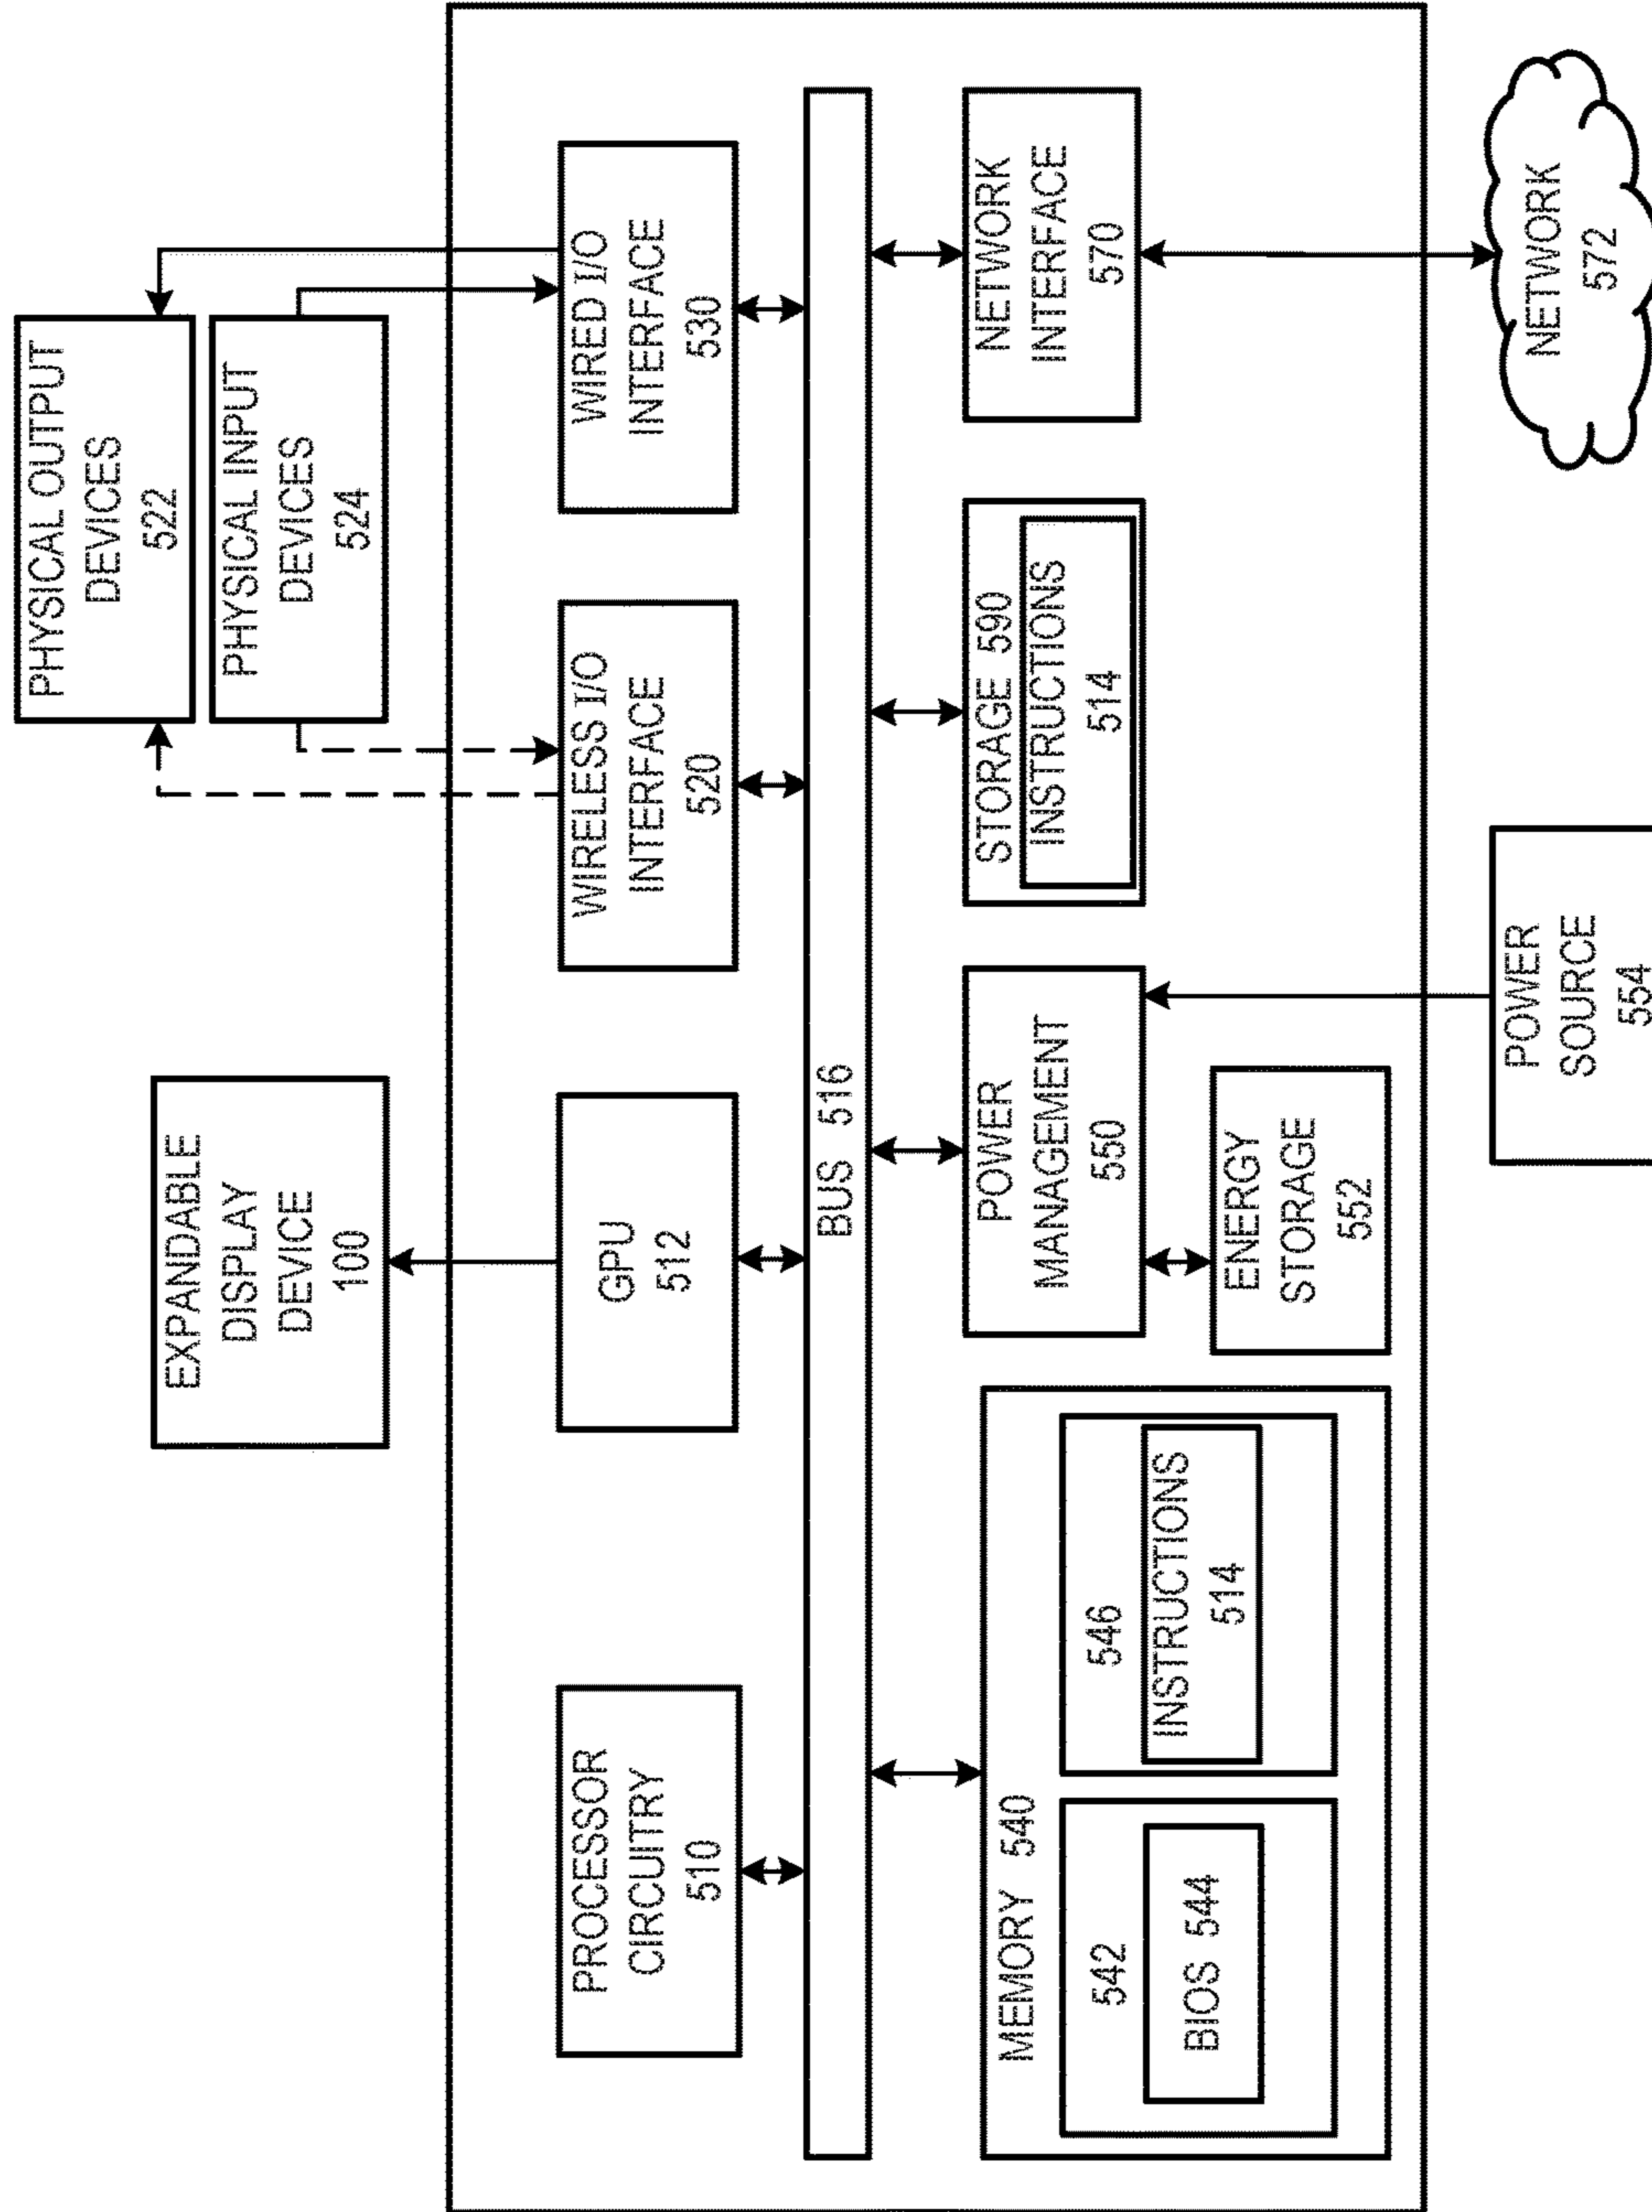 EXPANDABLE
DISPLAY
DEVICE
100
PHYSICAL OUTPUT
DEVICES
522
PHYSICAL INPUT
DEVICES
524
PROCESSOR
CIRCUITRY
510
GPU
512
WIRELESS I/O
INTERFACE
520
WIRED I/O
INTERFACE
530
BUS 516
MEMORY 540
542
BIOS 544
546
INSTRUCTIONS
514
POWER
MANAGEMENT
550
ENERGY
STORAGE
552
STORAGE 590
INSTRUCTIONS
514
NETWORK
INTERFACE
570
POWER
SOURCE
554
NETWORK
572